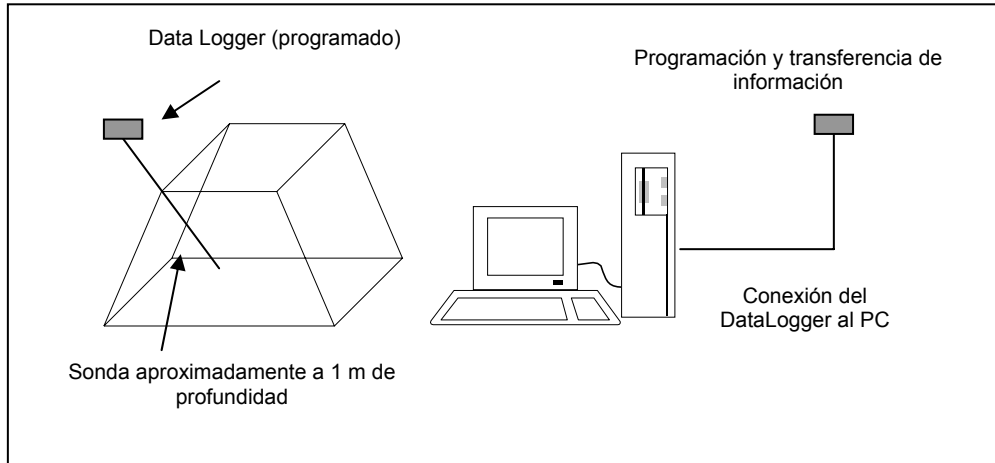 Data Logger (programado)
Programación y transferencia de
información
Conexión del
DataLogger al PC
Sonda aproximadamente a 1 m de
profundidad